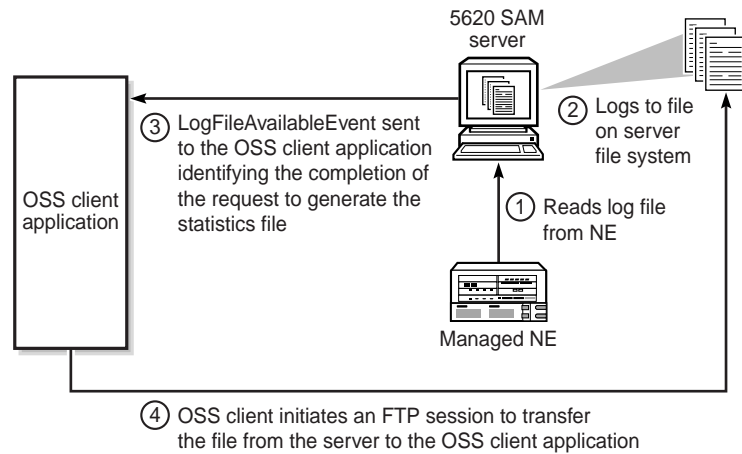 5620 SAM
server
3 LogFileAvailableEvent sent
to the OSS client application
identifying the completion of
the request to generate the
statistics file
2 Logs to file
on server
file system
OSS client
application
1 Reads log file
from NE
Managed NE
4 OSS client initiates an FTP session to transfer
the file from the server to the OSS client application